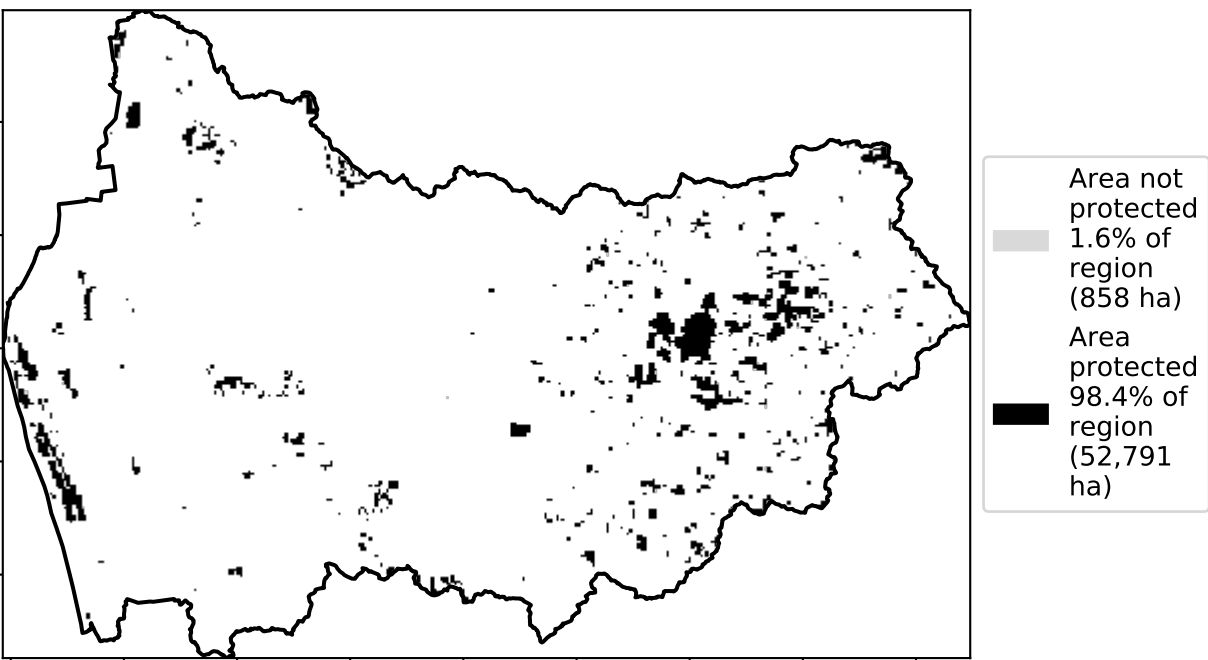 Area not
protected
1.6% of
region
(858 ha)
Area
protected
98.4% of
region
(52,791
ha)